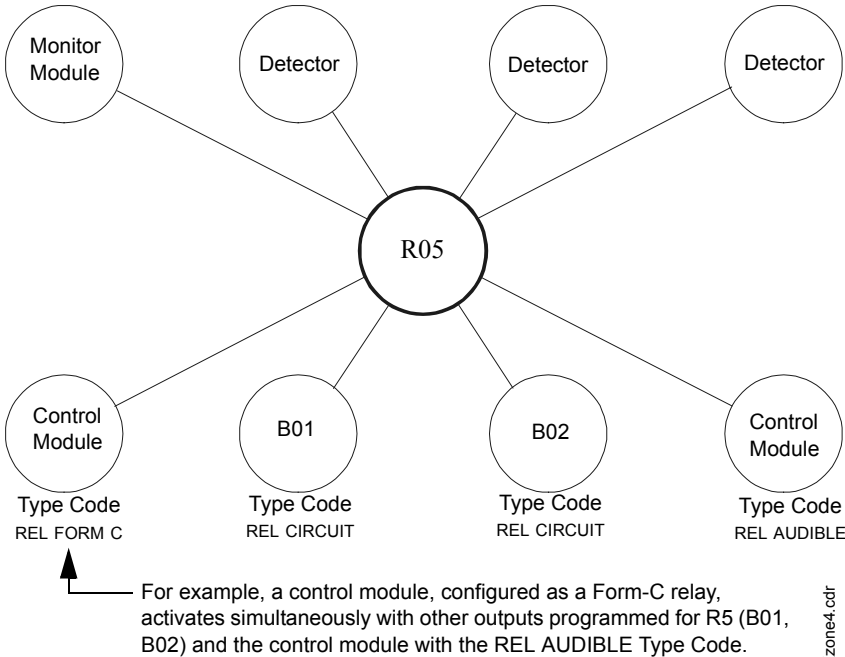 Monitor
Module
Detector
Detector
Detector
R05
Control
Module
B01
B02
Control
Module
Type Code
REL FORM C
Type Code
REL CIRCUIT
Type Code
REL CIRCUIT
Type Code
REL AUDIBLE
For example, a control module, configured as a Form-C relay,
activates simultaneously with other outputs programmed for R5 (B01,
B02) and the control module with the REL AUDIBLE Type Code.
zone4.cdr